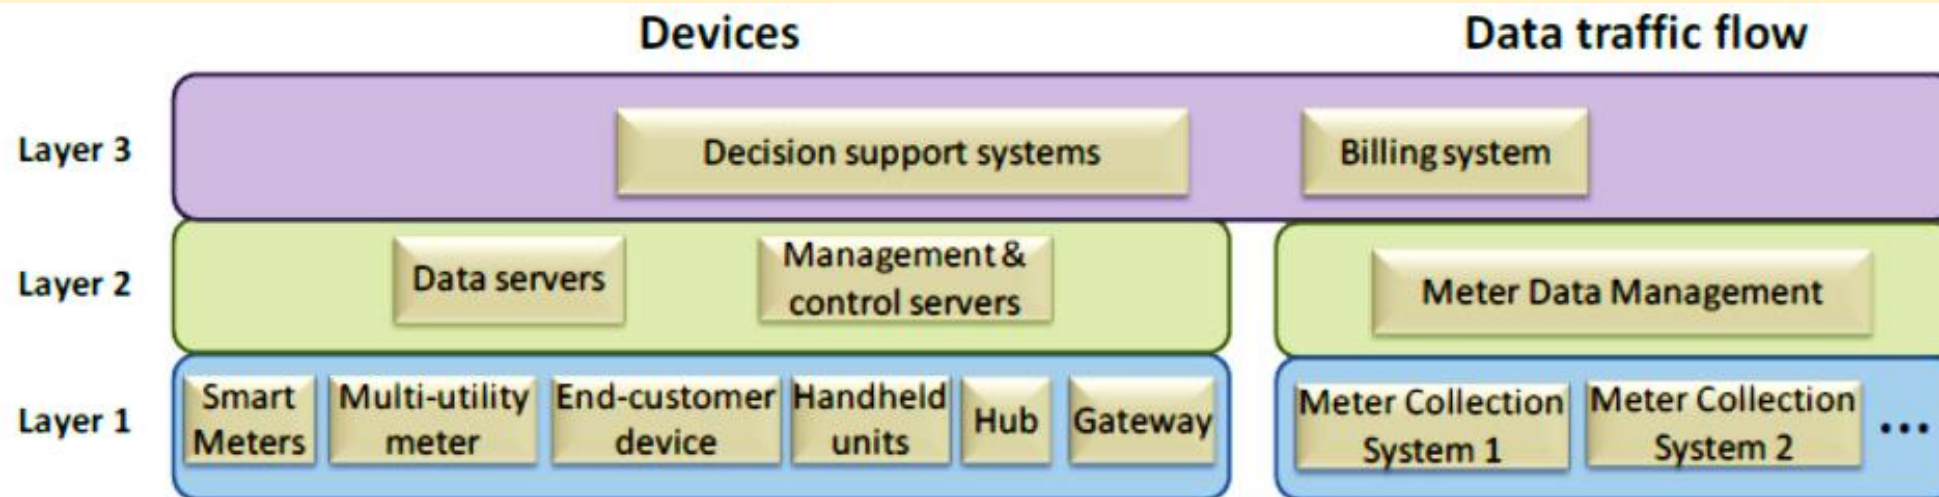 Devices
Data traffic flow
Layer 3
Decision support systems
Billing system
Layer 2
Data servers
Management &
control servers
Meter Data Management
Layer 1
Smart
Meters
Multi-utility
meter
End-customer
device
Handheld
units
Hub
Gateway
Meter Collection
System 1
Meter Collection
System 2
...